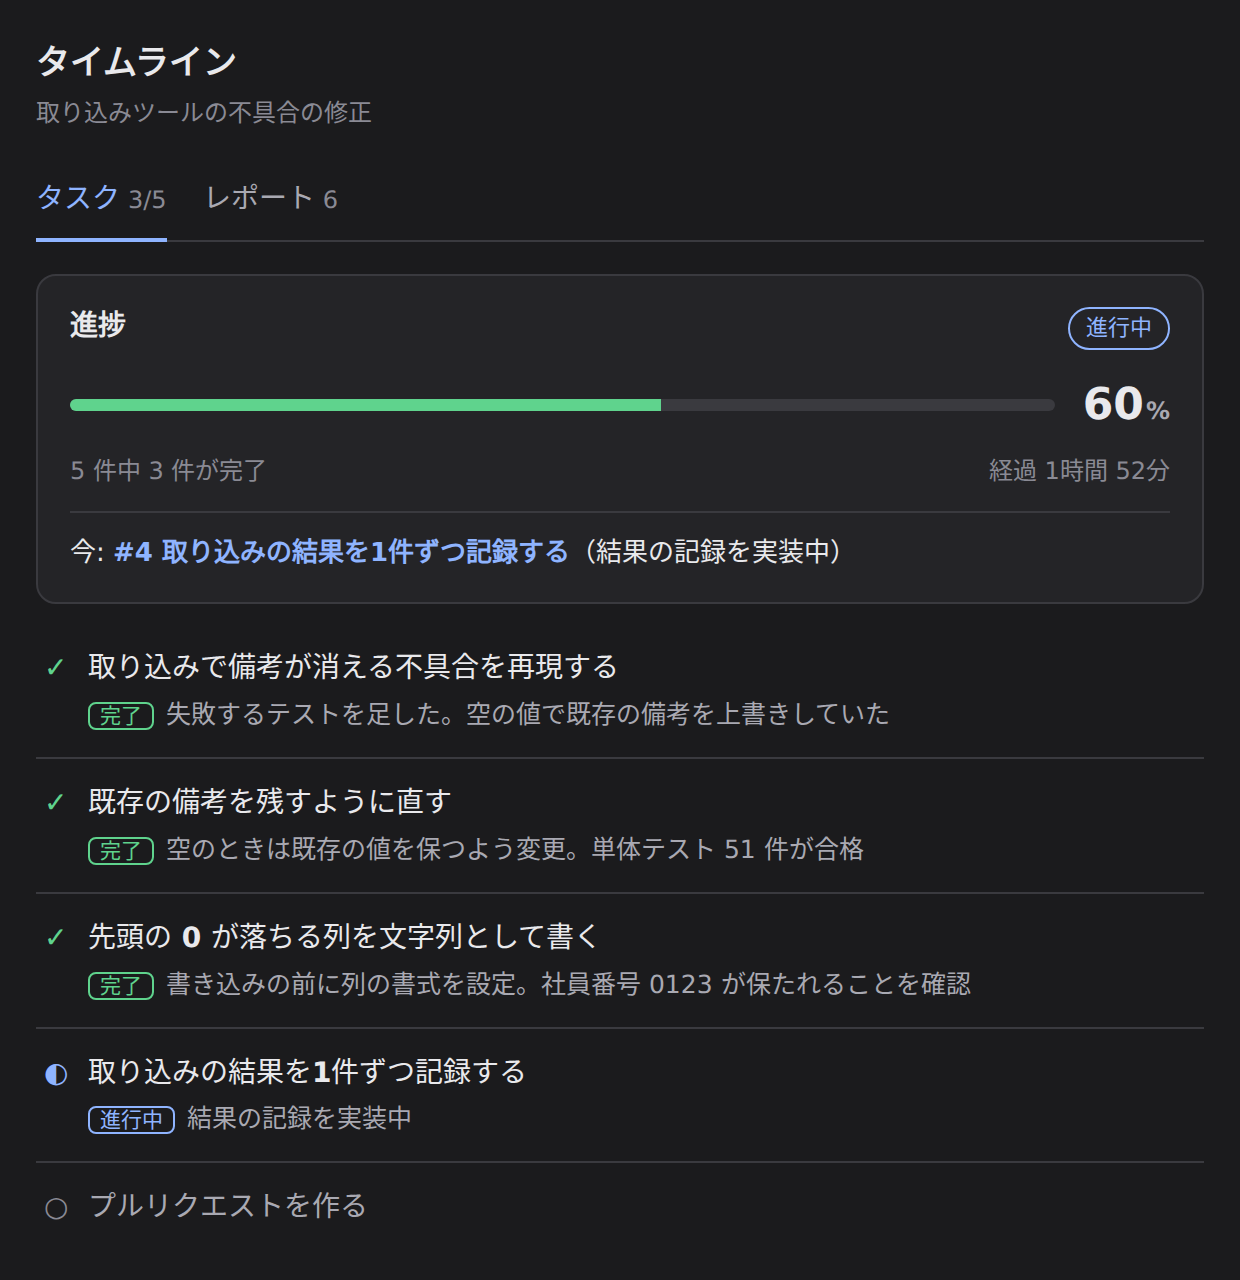 タイムライン
取り込みツールの不具合の修正
タスク 3/5 レポート 6
進捗 進行中
60%
5 件中 3 件が完了 経過 1時間 52分
今: #4 取り込みの結果を1件ずつ記録する（結果の記録を実装中）
✓ 取り込みで備考が消える不具合を再現する
完了 失敗するテストを足した。空の値で既存の備考を上書きしていた
✓ 既存の備考を残すように直す
完了 空のときは既存の値を保つよう変更。単体テスト 51 件が合格
✓ 先頭の 0 が落ちる列を文字列として書く
完了 書き込みの前に列の書式を設定。社員番号 0123 が保たれることを確認
◐ 取り込みの結果を1件ずつ記録する
進行中 結果の記録を実装中
○ プルリクエストを作る